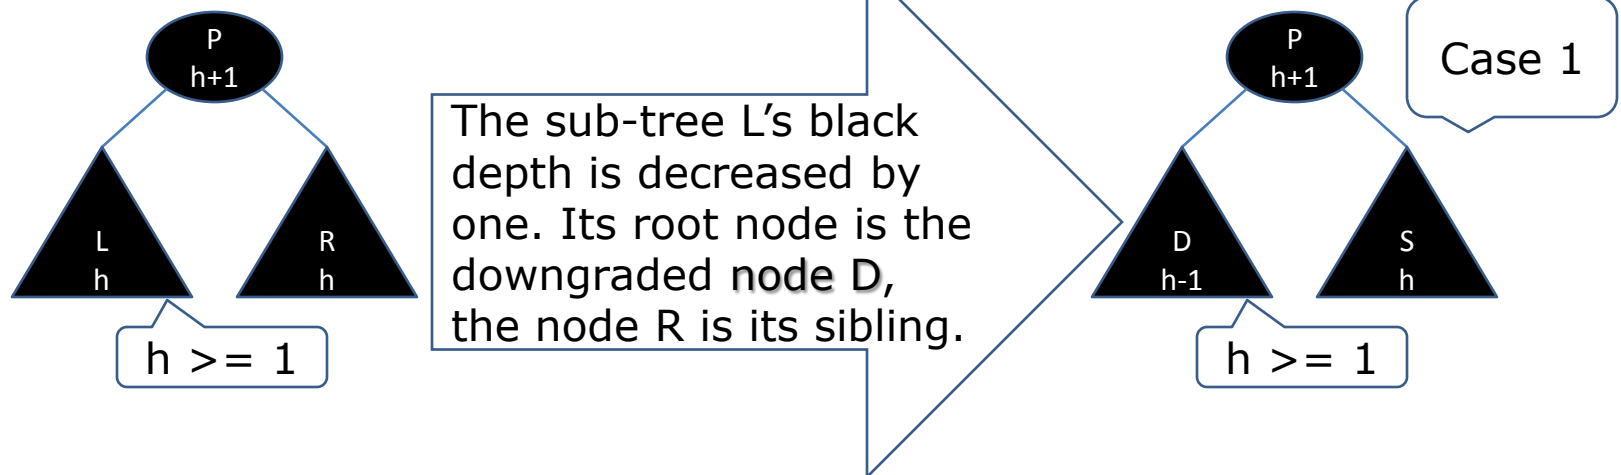 P
h+1
L
h
R
h
h >= 1
The sub-tree L’s black
depth is decreased by
one. Its root node is the
downgraded node D,
the node R is its sibling.
P
h+1
Case 1
D
h-1
S
h
h >= 1